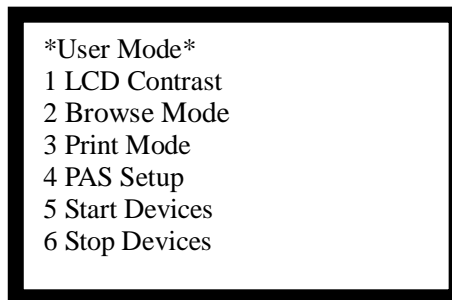 *User Mode*
1 LCD Contrast
2 Browse Mode
3 Print Mode
4 PAS Setup
5 Start Devices
6 Stop Devices